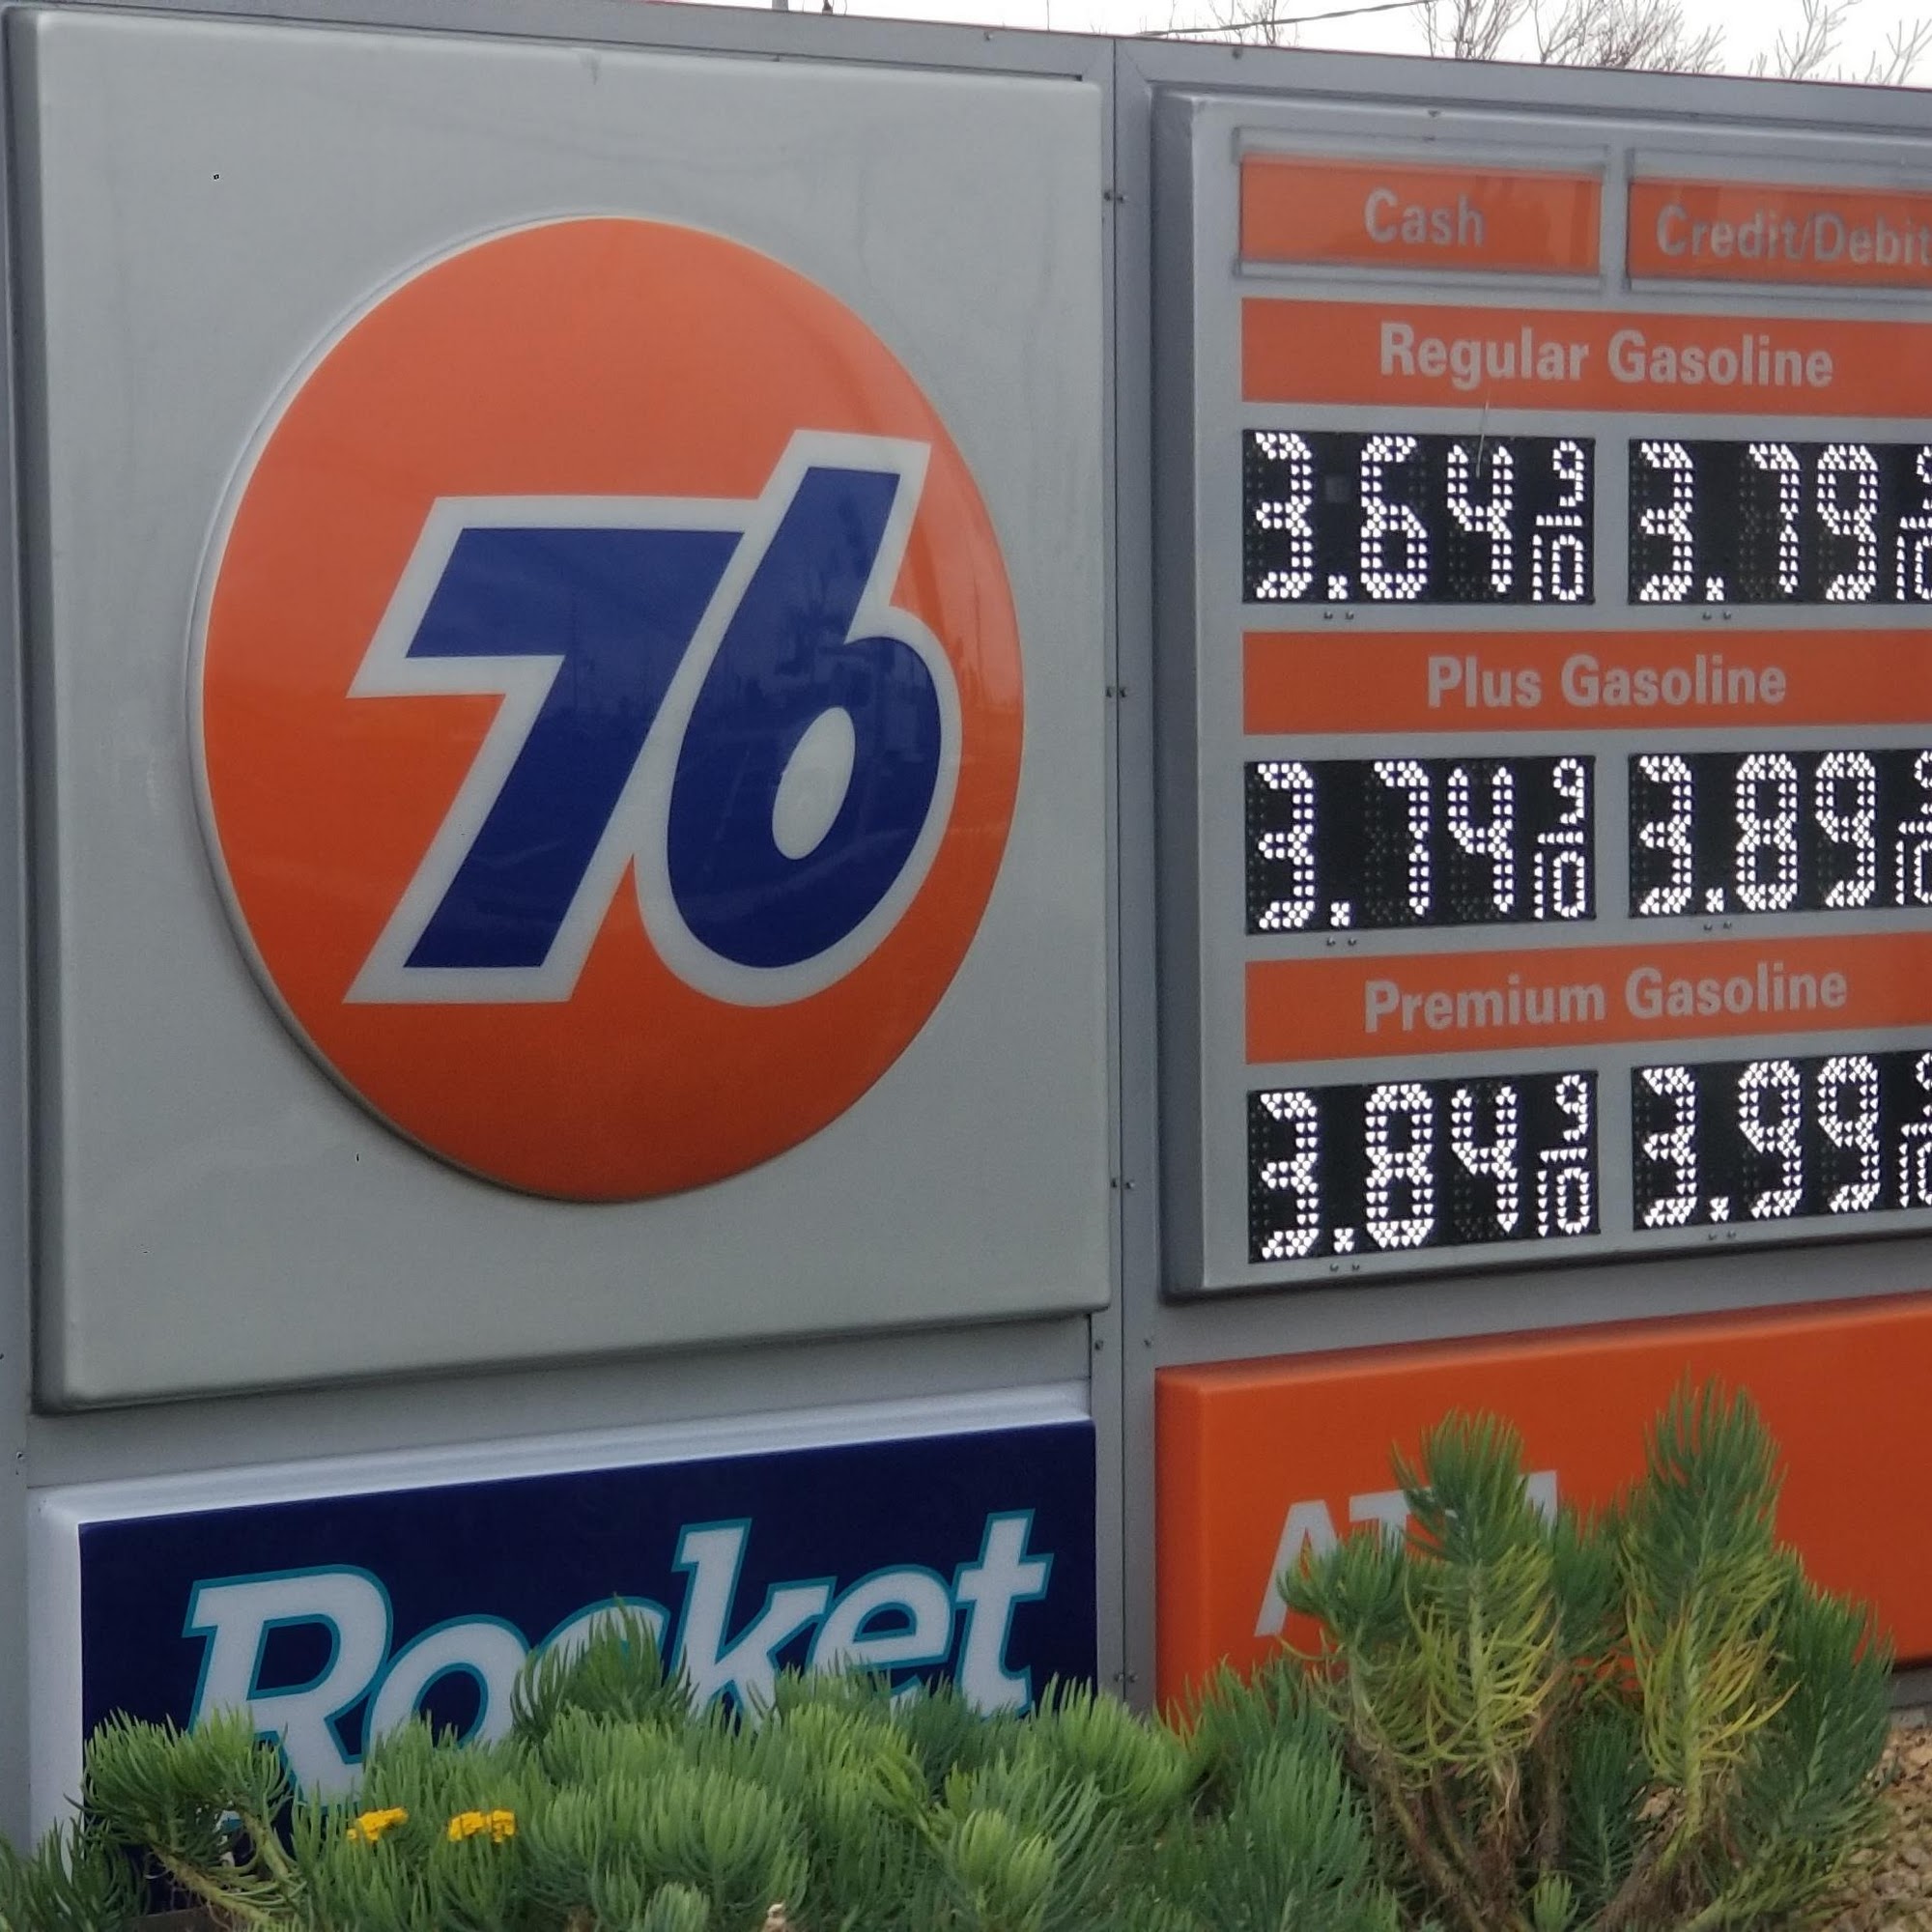 76
Cash Credit/Debit
Regular Gasoline
3.64 9/10 3.79
Plus Gasoline
3.74 9/10 3.89
Premium Gasoline
3.84 9/10 3.99
Rocket
ATM